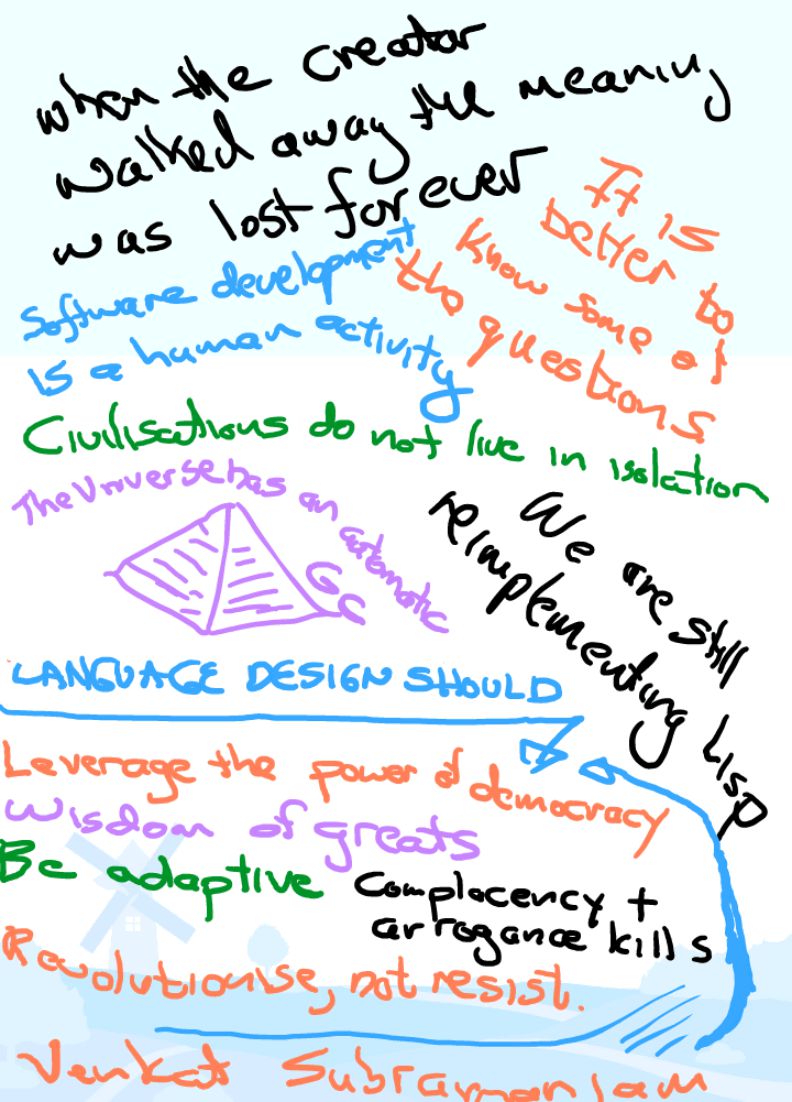 when the creator
walked away the meaning
was lost forever
It is
better to
know some of
the questions.
Software development
is a human activity
Civilisations do not live in isolation
The Universe has an automatic
GC
We are still
reimplementing Lisp
LANGUAGE DESIGN SHOULD
Leverage the power of democracy
Wisdom of greats
Be adaptive
Complacency +
arrogance kills
Revolutionise, not resist.
Venkat Subramaniam